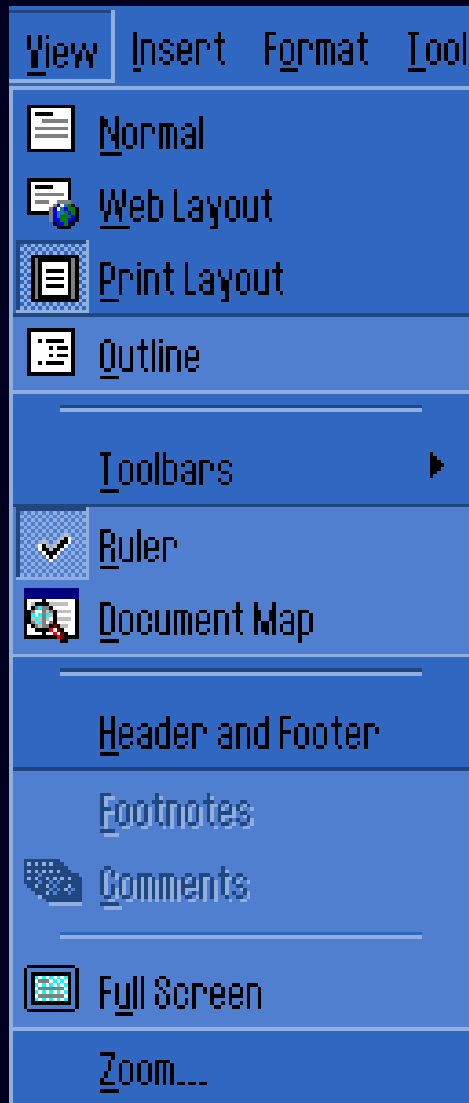 View Insert Format Tool
Normal
Web Layout
Print Layout
Outline
Toolbars
Ruler
Document Map
Header and Footer
Footnotes
Comments
Full Screen
Zoom...